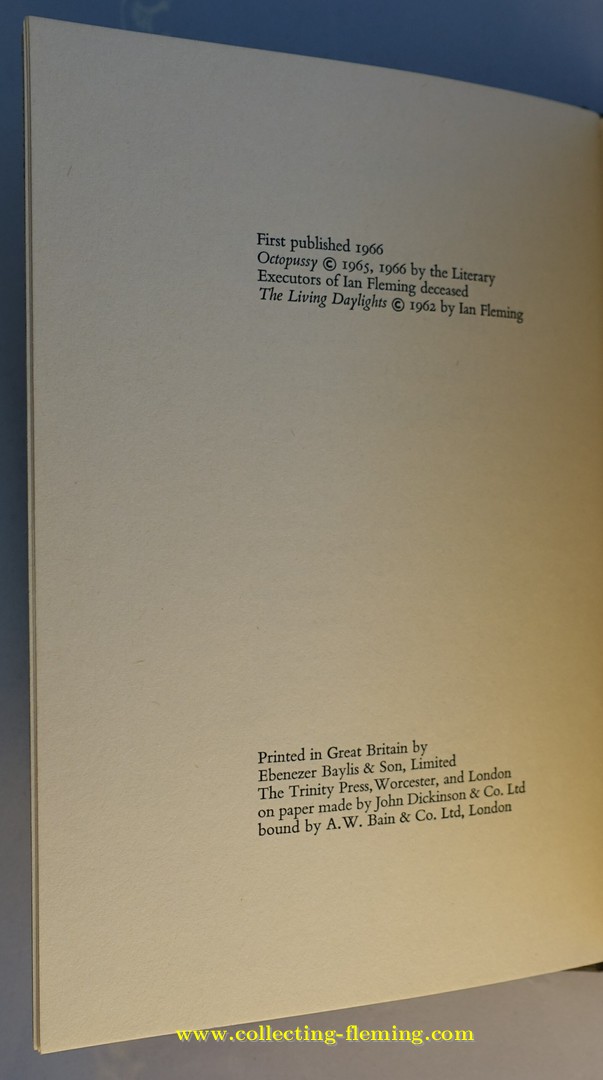 First published 1966
Octopussy © 1965, 1966 by the Literary
Executors of Ian Fleming deceased
The Living Daylights © 1962 by Ian Fleming
Printed in Great Britain by
Ebenezer Baylis & Son, Limited
The Trinity Press, Worcester, and London
on paper made by John Dickinson & Co. Ltd
bound by A.W. Bain & Co. Ltd, London
www.collecting-fleming.com